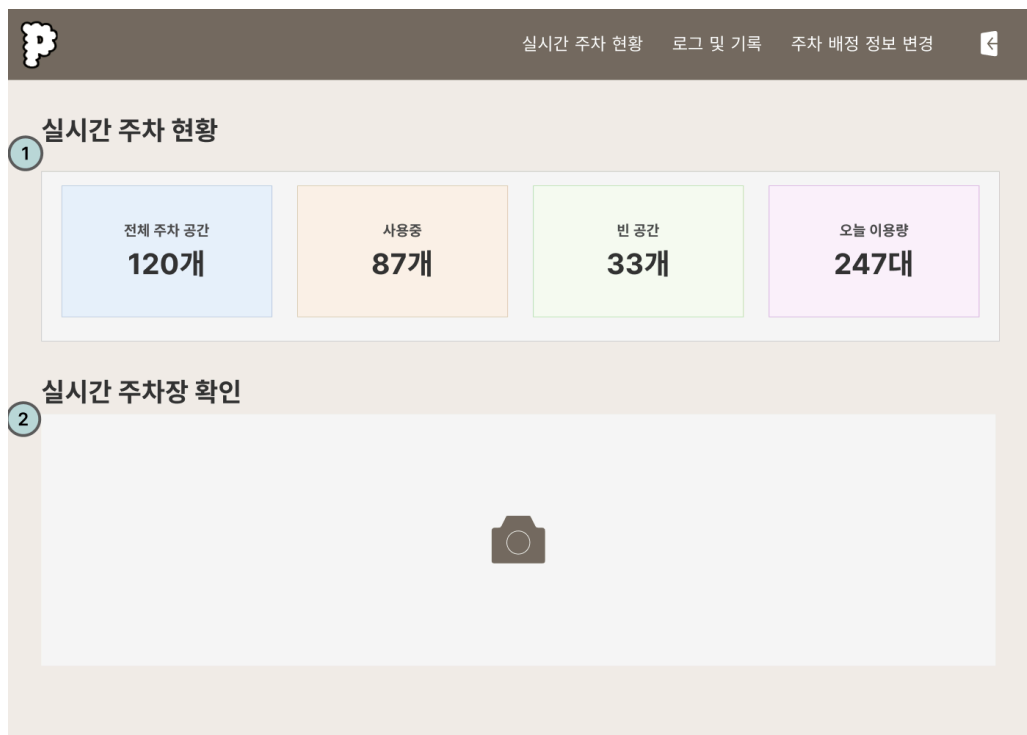 P
실시간 주차 현황 로그 및 기록 주차 배정 정보 변경
실시간 주차 현황
1
전체 주차 공간
120개
사용중
87개
빈 공간
33개
오늘 이용량
247대
실시간 주차장 확인
2